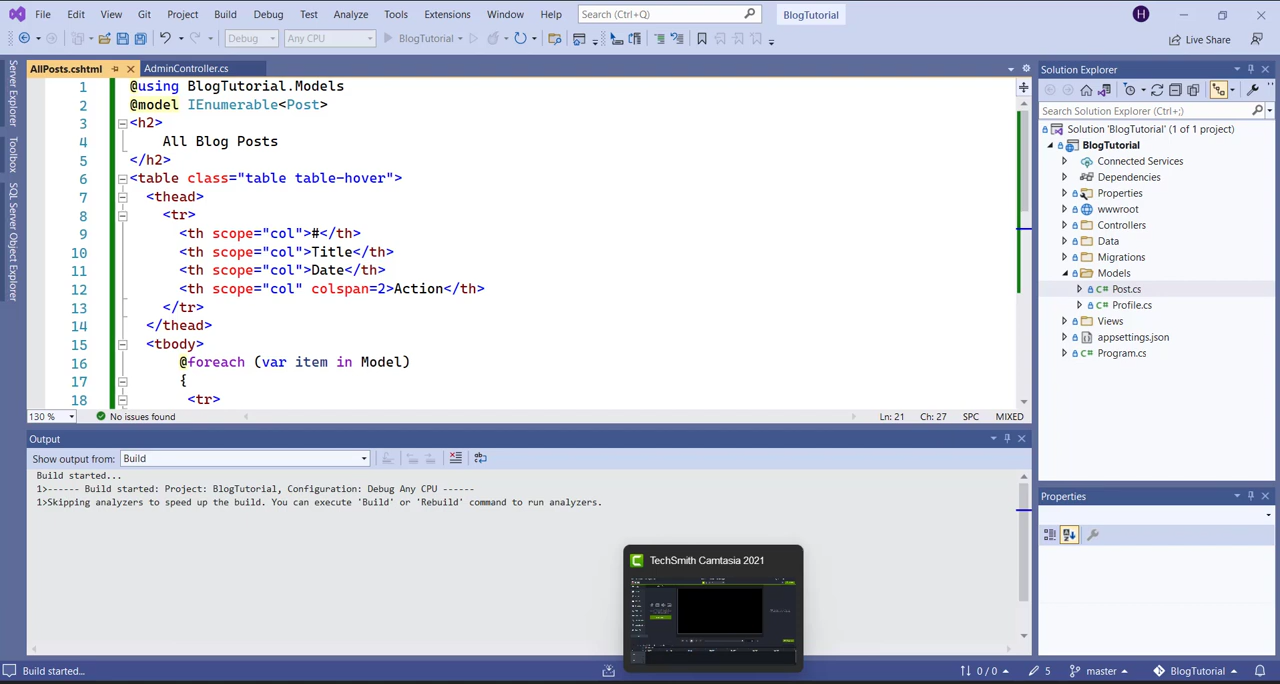 File Edit View Git Project Build Debug Test Analyze Tools Extensions Window Help Search (Ctrl+Q) BlogTutorial H
Debug Any CPU BlogTutorial Live Share
AllPosts.cshtml AdminController.cs
Server Explorer
Toolbox
SQL Server Object Explorer
1 @using BlogTutorial.Models
2 @model IEnumerable<Post>
3 <h2>
4 All Blog Posts
5 </h2>
6 <table class="table table-hover">
7 <thead>
8 <tr>
9 <th scope="col">#</th>
10 <th scope="col">Title</th>
11 <th scope="col">Date</th>
12 <th scope="col" colspan=2>Action</th>
13 </tr>
14 </thead>
15 <tbody>
16 @foreach (var item in Model)
17 {
18 <tr>
130 % No issues found Ln: 21 Ch: 27 SPC MIXED
Output
Show output from: Build
Build started...
1>------ Build started: Project: BlogTutorial, Configuration: Debug Any CPU ------
1>Skipping analyzers to speed up the build. You can execute 'Build' or 'Rebuild' command to run analyzers.
TechSmith Camtasia 2021
Solution Explorer
Search Solution Explorer (Ctrl+;)
Solution 'BlogTutorial' (1 of 1 project)
BlogTutorial
Connected Services
Dependencies
Properties
wwwroot
Controllers
Data
Migrations
Models
C# Post.cs
C# Profile.cs
Views
appsettings.json
C# Program.cs
Properties
Build started... 0 / 0 5 master BlogTutorial